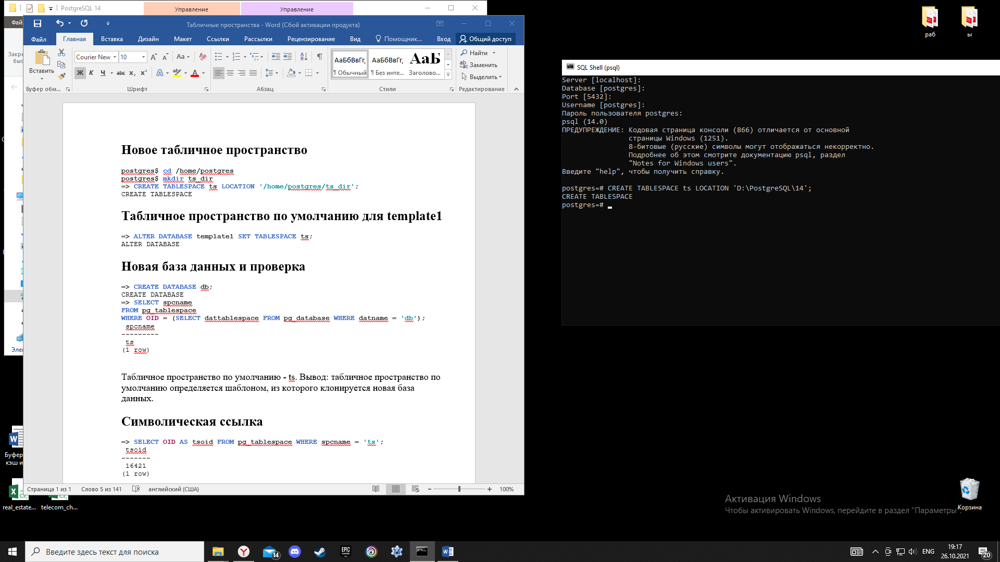 PostgreSQL 14
Управление
Управление
Табличные пространства - Word (Сбой активации продукта)
Файл
Главная
Вставка
Дизайн
Макет
Ссылки
Рассылки
Рецензирование
Вид
Помощник...
Вход
Общий доступ
Вставить
Courier New
10
Aa
Ж К Ч abc x₂ x²
АаБбВвГг,
АаБбВвГг,
АаБ
¶ Обычный
¶ Без инте...
Заголово...
Найти
Заменить
Выделить
Буфер обм...
Шрифт
Абзац
Стили
Редактирование
Новое табличное пространство
postgres$ cd /home/postgres
postgres$ mkdir ts_dir
=> CREATE TABLESPACE ts LOCATION '/home/postgres/ts_dir';
CREATE TABLESPACE
Табличное пространство по умолчанию для template1
=> ALTER DATABASE template1 SET TABLESPACE ts;
ALTER DATABASE
Новая база данных и проверка
=> CREATE DATABASE db;
CREATE DATABASE
=> SELECT spcname
FROM pg_tablespace
WHERE OID = (SELECT dattablespace FROM pg_database WHERE datname = 'db');
spcname
---------
ts
(1 row)
Табличное пространство по умолчанию - ts. Вывод: табличное пространство по
умолчанию определяется шаблоном, из которого клонируется новая база
данных.
Символическая ссылка
=> SELECT OID AS tsoid FROM pg_tablespace WHERE spcname = 'ts';
tsoid
-------
16421
(1 row)
Страница 1 из 1
Слово 5 из 141
английский (США)
100%
SQL Shell (psql)
Server [localhost]:
Database [postgres]:
Port [5432]:
Username [postgres]:
Пароль пользователя postgres:
psql (14.0)
ПРЕДУПРЕЖДЕНИЕ: Кодовая страница консоли (866) отличается от основной
страницы Windows (1251).
8-битовые (русские) символы могут отображаться некорректно.
Подробнее об этом смотрите документацию psql, раздел
"Notes for Windows users".
Введите "help", чтобы получить справку.
postgres=# CREATE TABLESPACE ts LOCATION 'D:\PostgreSQL\14';
CREATE TABLESPACE
postgres=#
раб
ы
Корзина
real_estate...
telecom_ch...
Активация Windows
Чтобы активировать Windows, перейдите в раздел "Параметры".
Введите здесь текст для поиска
14
EPIC
GAMES
ENG
19:17
26.10.2021
20